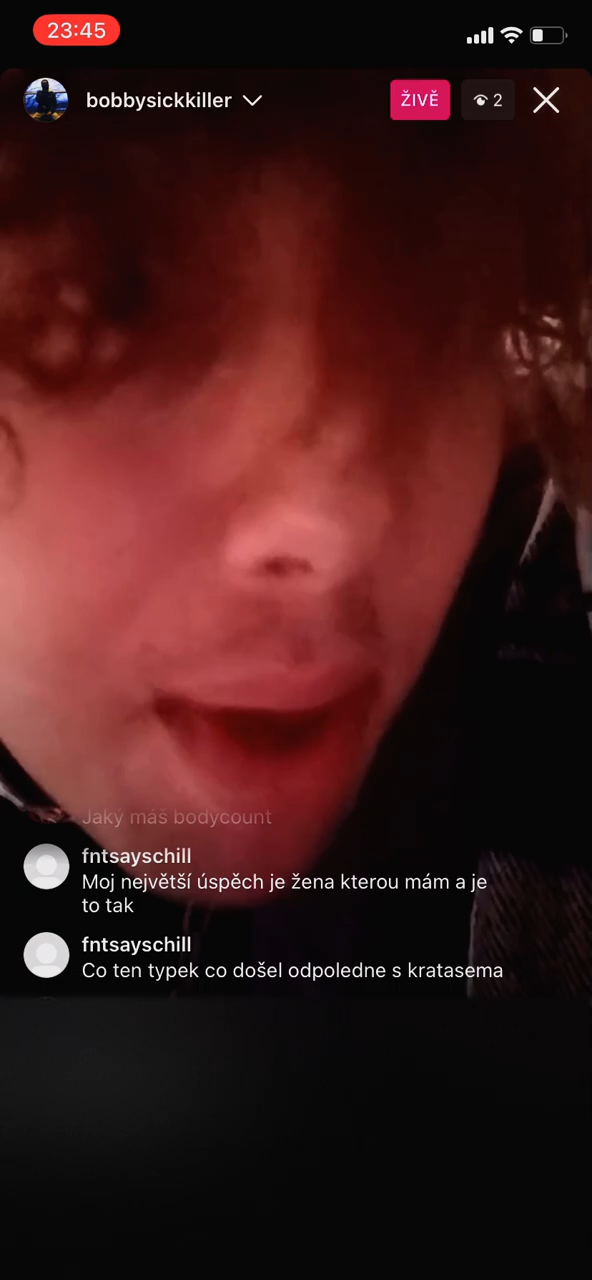 23:45
bobbysickkiller
ŽIVĚ
2
Jaký máš bodycount
fntsayschill
Moj největší úspěch je žena kterou mám a je
to tak
fntsayschill
Co ten typek co došel odpoledne s kratasema